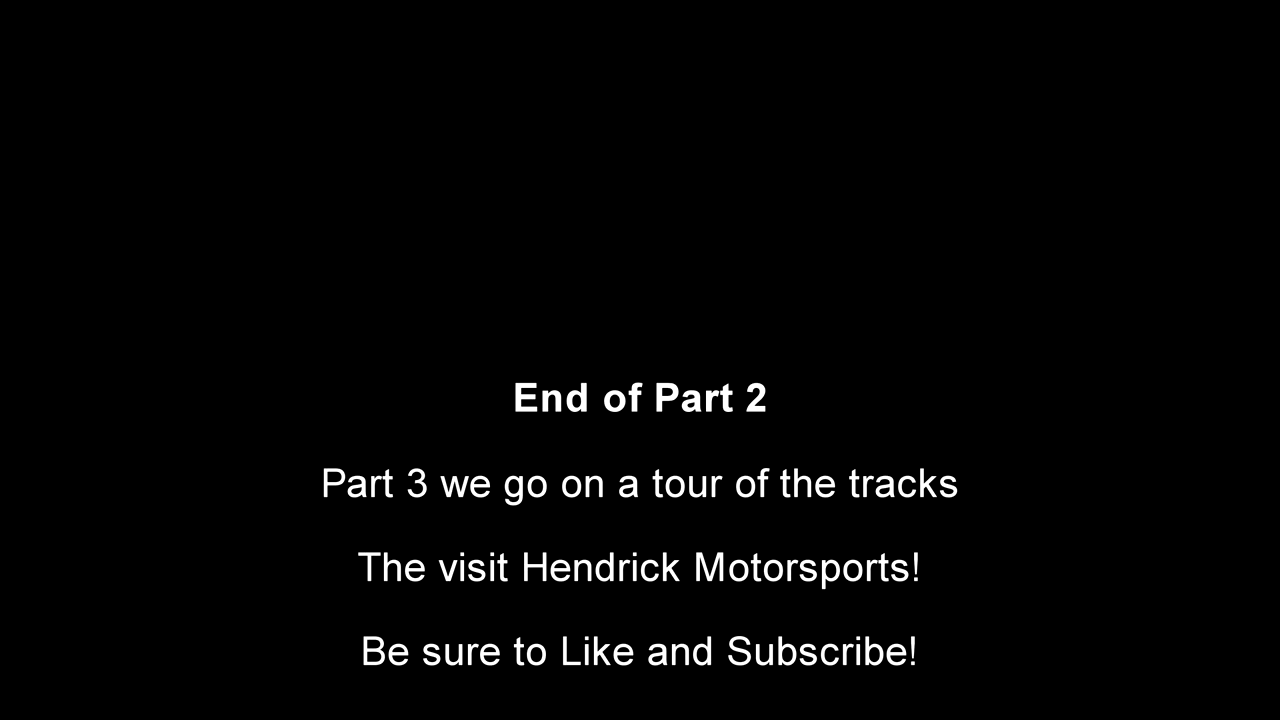 End of Part 2
Part 3 we go on a tour of the tracks
The visit Hendrick Motorsports!
Be sure to Like and Subscribe!